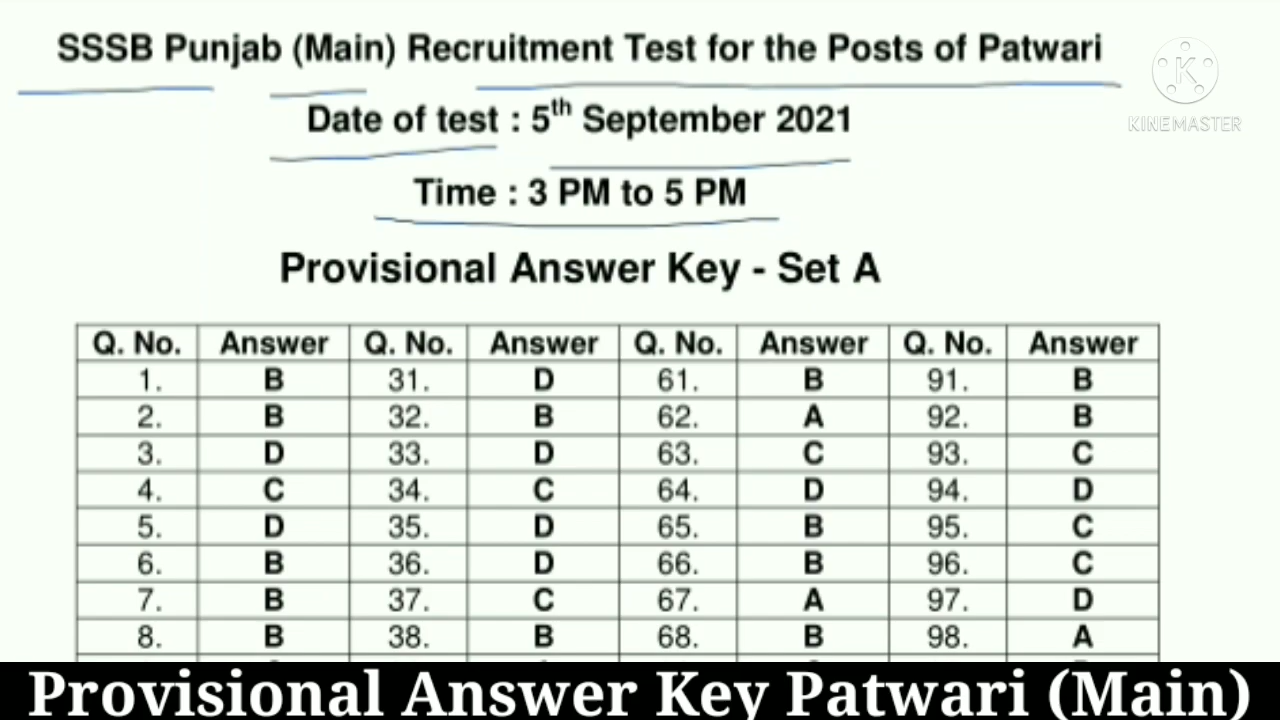 SSSB Punjab (Main) Recruitment Test for the Posts of Patwari
K
KINEMASTER
Date of test : 5th September 2021
Time : 3 PM to 5 PM
Provisional Answer Key - Set A
Q. No. Answer Q. No. Answer Q. No. Answer Q. No. Answer
1. B 31. D 61. B 91. B
2. B 32. B 62. A 92. B
3. D 33. D 63. C 93. C
4. C 34. C 64. D 94. D
5. D 35. D 65. B 95. C
6. B 36. D 66. B 96. C
7. B 37. C 67. A 97. D
8. B 38. B 68. B 98. A
Provisional Answer Key Patwari (Main)